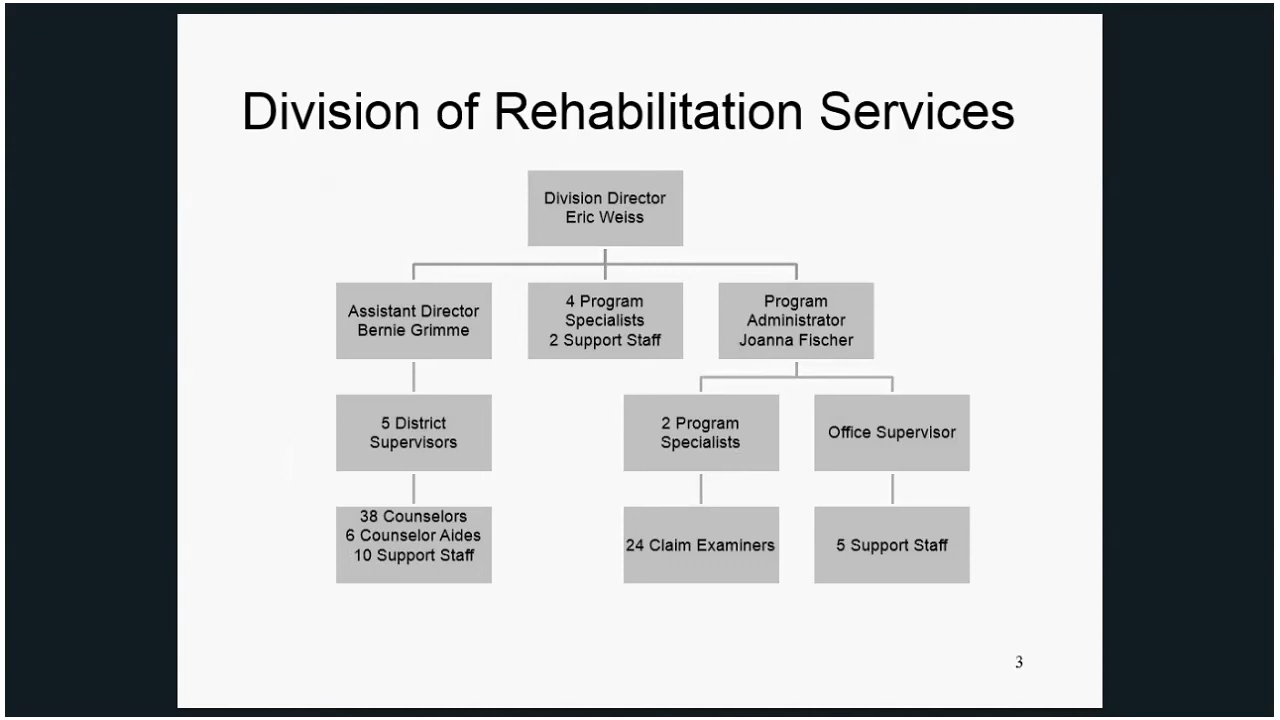 Division of Rehabilitation Services
Division Director
Eric Weiss
Assistant Director
Bernie Grimme
4 Program
Specialists
2 Support Staff
Program
Administrator
Joanna Fischer
5 District
Supervisors
2 Program
Specialists
Office Supervisor
38 Counselors
6 Counselor Aides
10 Support Staff
24 Claim Examiners
5 Support Staff
3